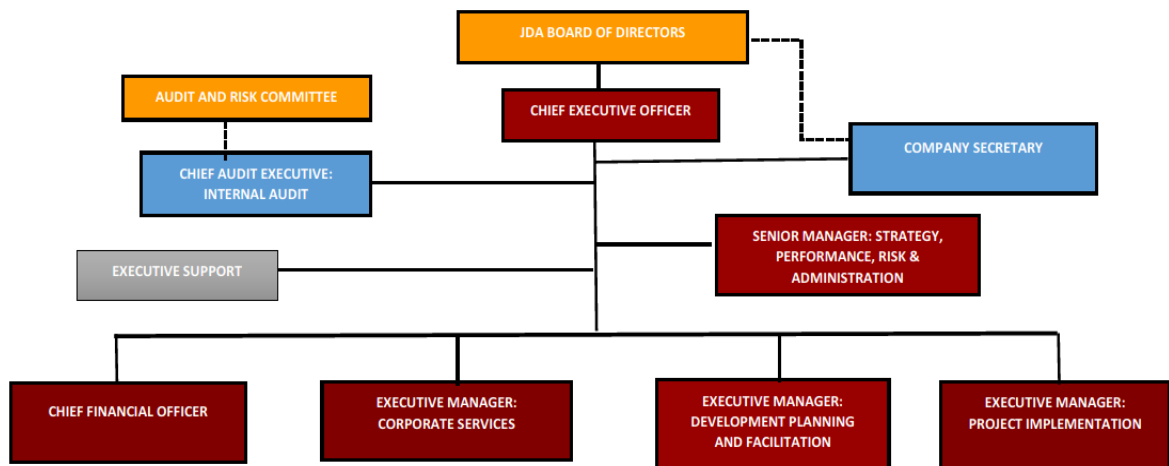 JDA BOARD OF DIRECTORS
AUDIT AND RISK COMMITTEE
CHIEF EXECUTIVE OFFICER
COMPANY SECRETARY
CHIEF AUDIT EXECUTIVE:
INTERNAL AUDIT
SENIOR MANAGER: STRATEGY,
PERFORMANCE, RISK &
ADMINISTRATION
EXECUTIVE SUPPORT
CHIEF FINANCIAL OFFICER
EXECUTIVE MANAGER:
CORPORATE SERVICES
EXECUTIVE MANAGER:
DEVELOPMENT PLANNING
AND FACILITATION
EXECUTIVE MANAGER:
PROJECT IMPLEMENTATION